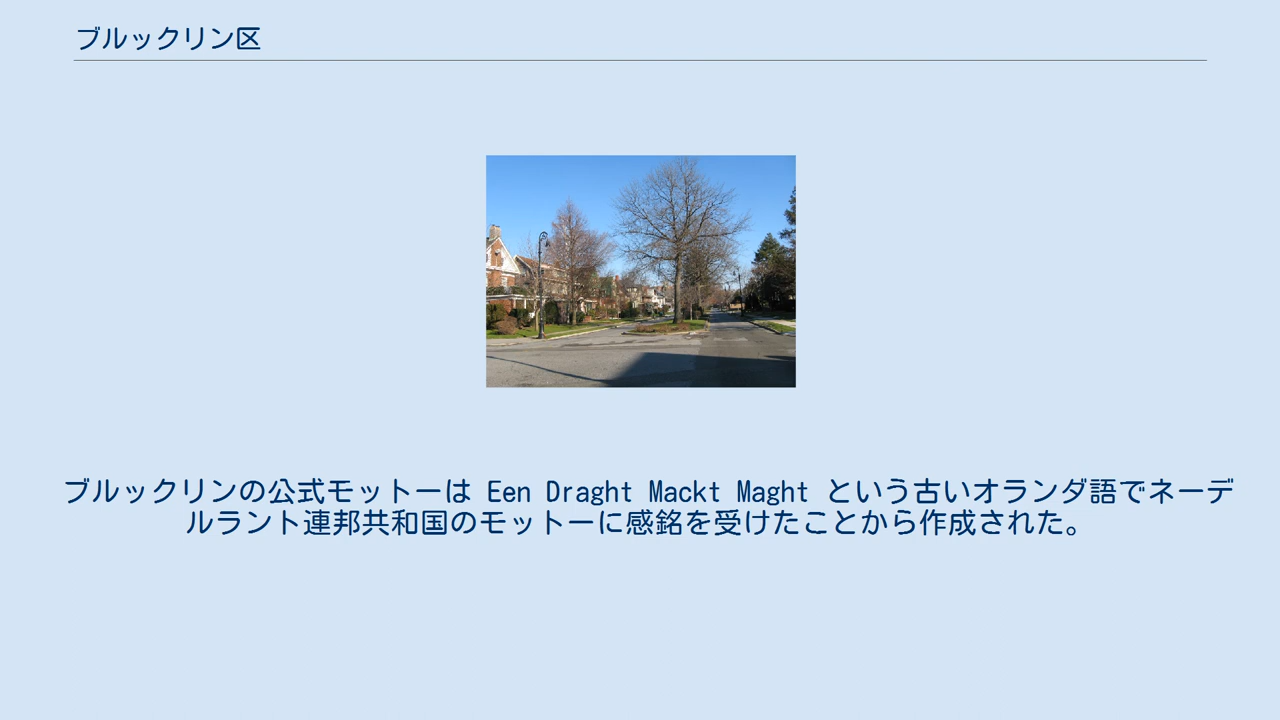 ブルックリン区
ブルックリンの公式モットーは Een Draght Mackt Maght という古いオランダ語でネーデ
ルラント連邦共和国のモットーに感銘を受けたことから作成された。